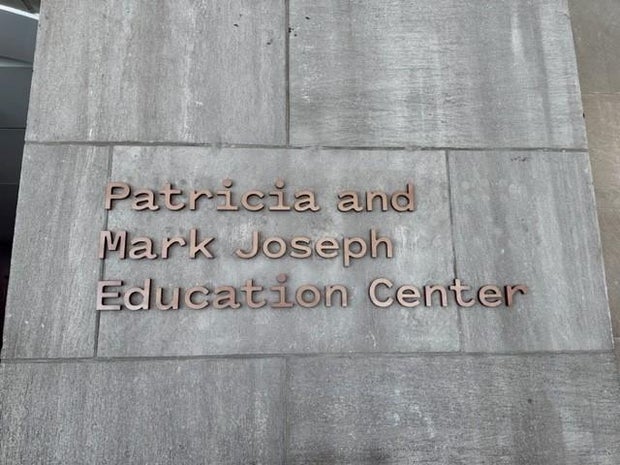 Patricia and
Mark Joseph
Education Center